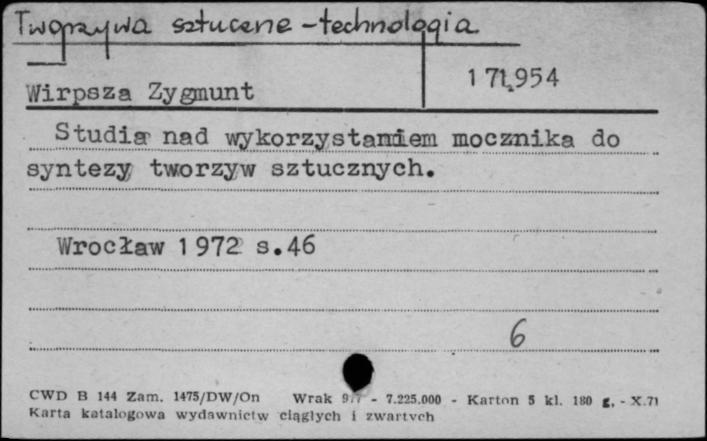 Tworzywa sztuczne - technologia
171.954
Wirpsza Zygmunt
Studia nad wykorzystaniem mocznika do
syntezy tworzyw sztucznych.
Wrocław 1972 s.46
6
CWD B 144 Zam. 1475/DW/On Wrak - 7.225.000 - Karton 5 kl. 180 g. - X.71
Karta katalogowa wydawnictw ciągłych i zwartych